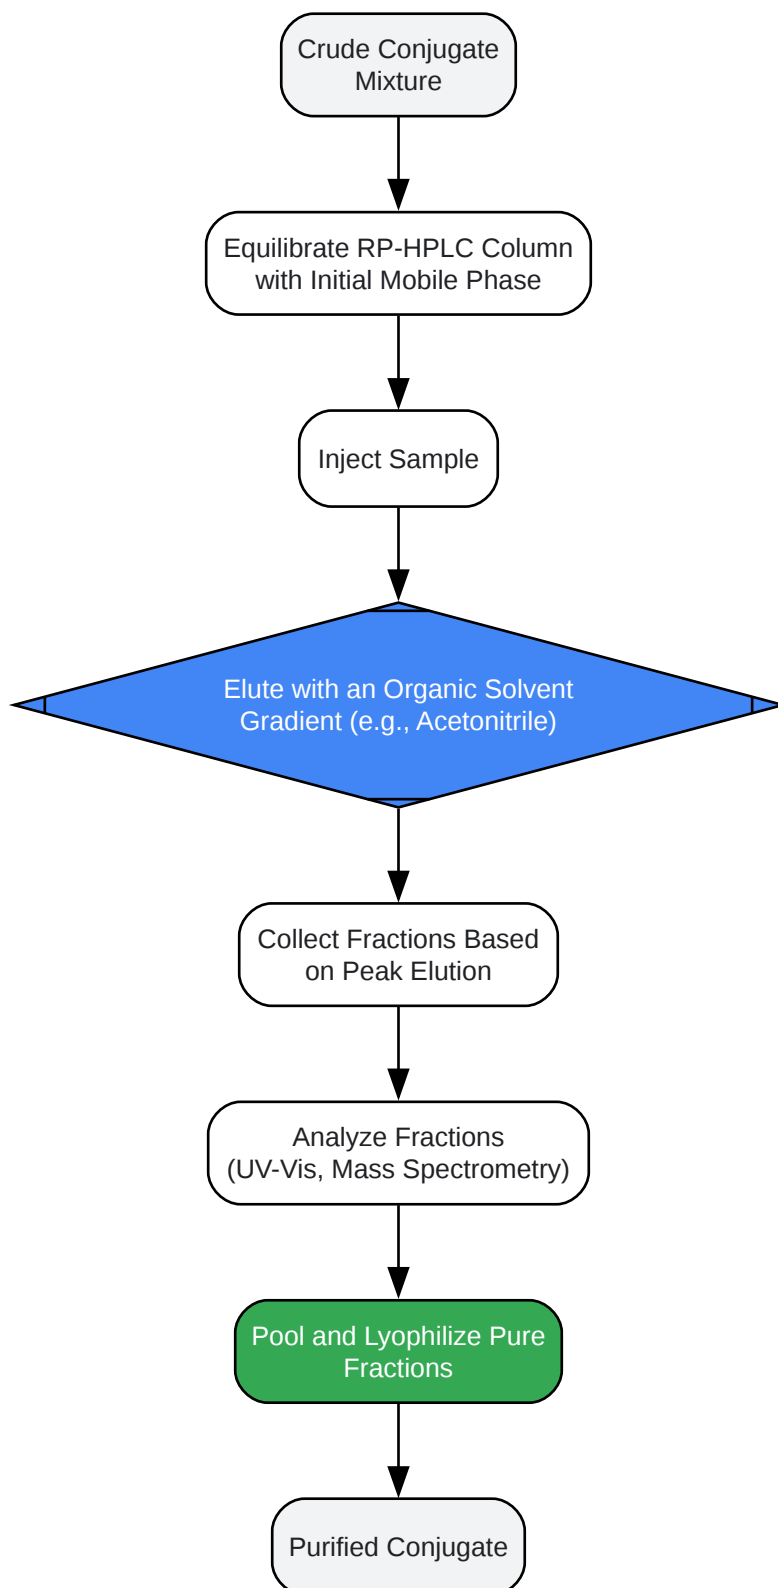 Crude Conjugate
Mixture
Equilibrate RP-HPLC Column
with Initial Mobile Phase
Inject Sample
Elute with an Organic Solvent
Gradient (e.g., Acetonitrile)
Collect Fractions Based
on Peak Elution
Analyze Fractions
(UV-Vis, Mass Spectrometry)
Pool and Lyophilize Pure
Fractions
Purified Conjugate